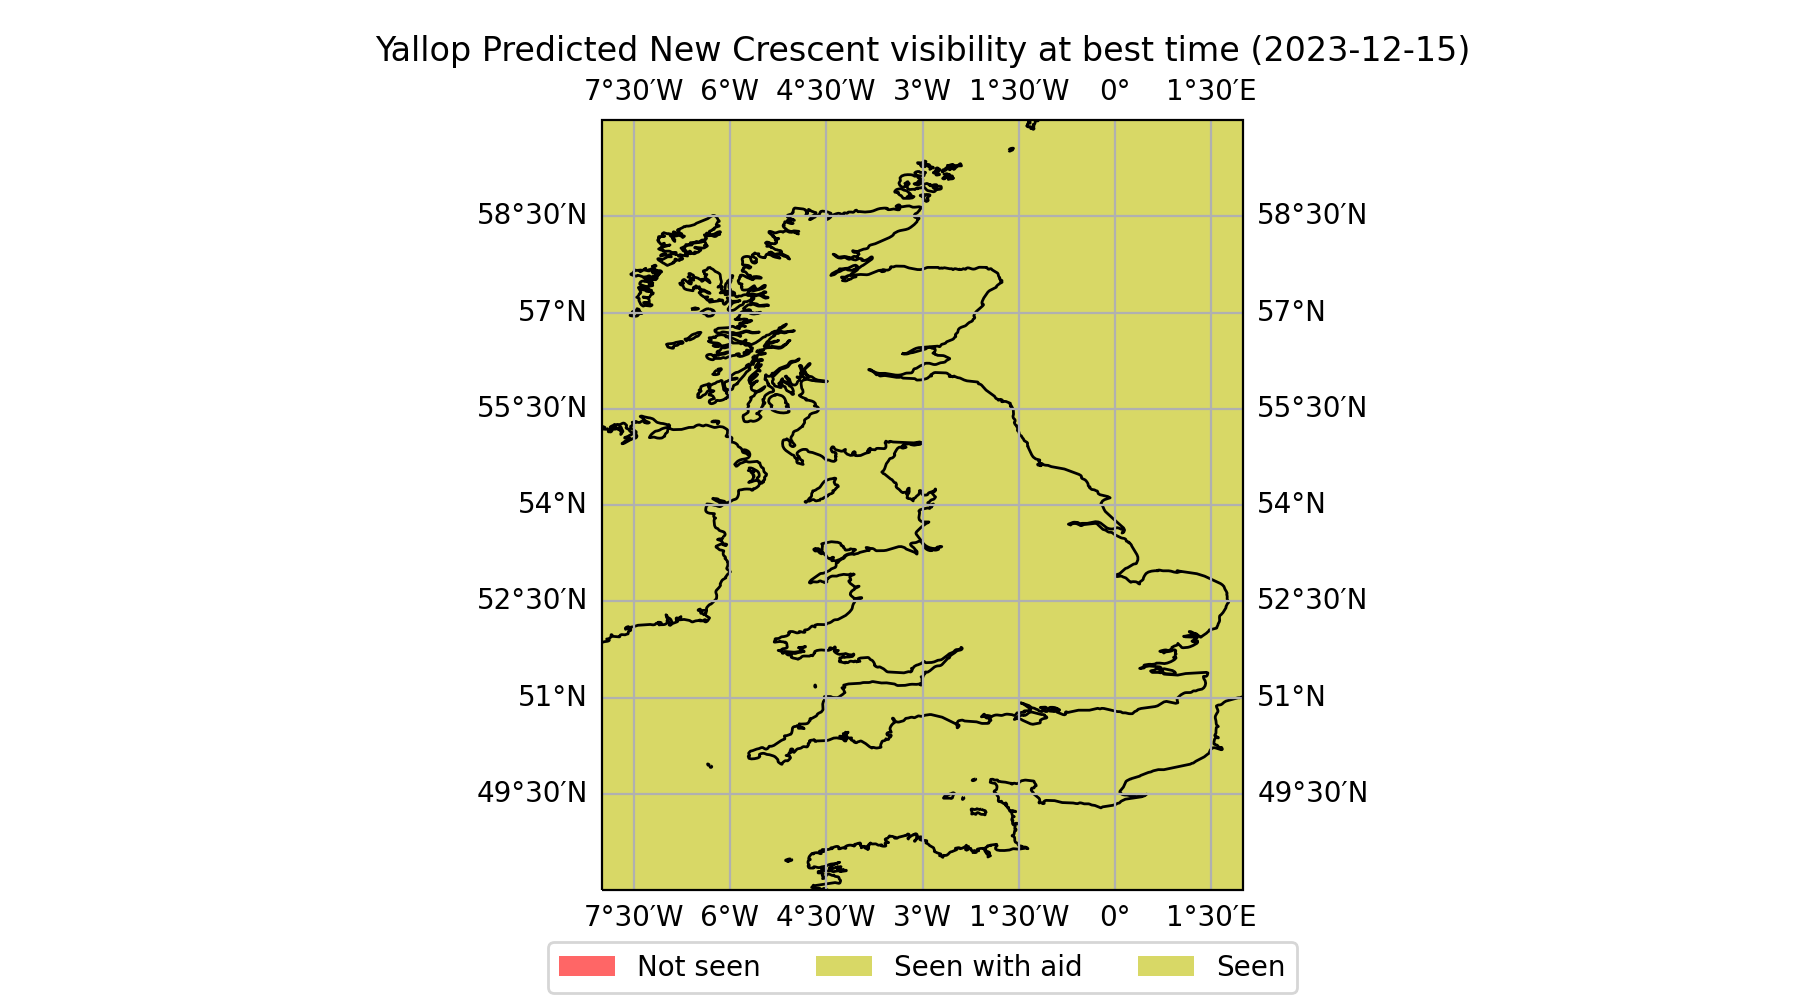 Yallop Predicted New Crescent visibility at best time (2023-12-15)
7°30′W 6°W 4°30′W 3°W 1°30′W 0° 1°30′E
58°30′N 58°30′N
57°N 57°N
55°30′N 55°30′N
54°N 54°N
52°30′N 52°30′N
51°N 51°N
49°30′N 49°30′N
7°30′W 6°W 4°30′W 3°W 1°30′W 0° 1°30′E
Not seen Seen with aid Seen